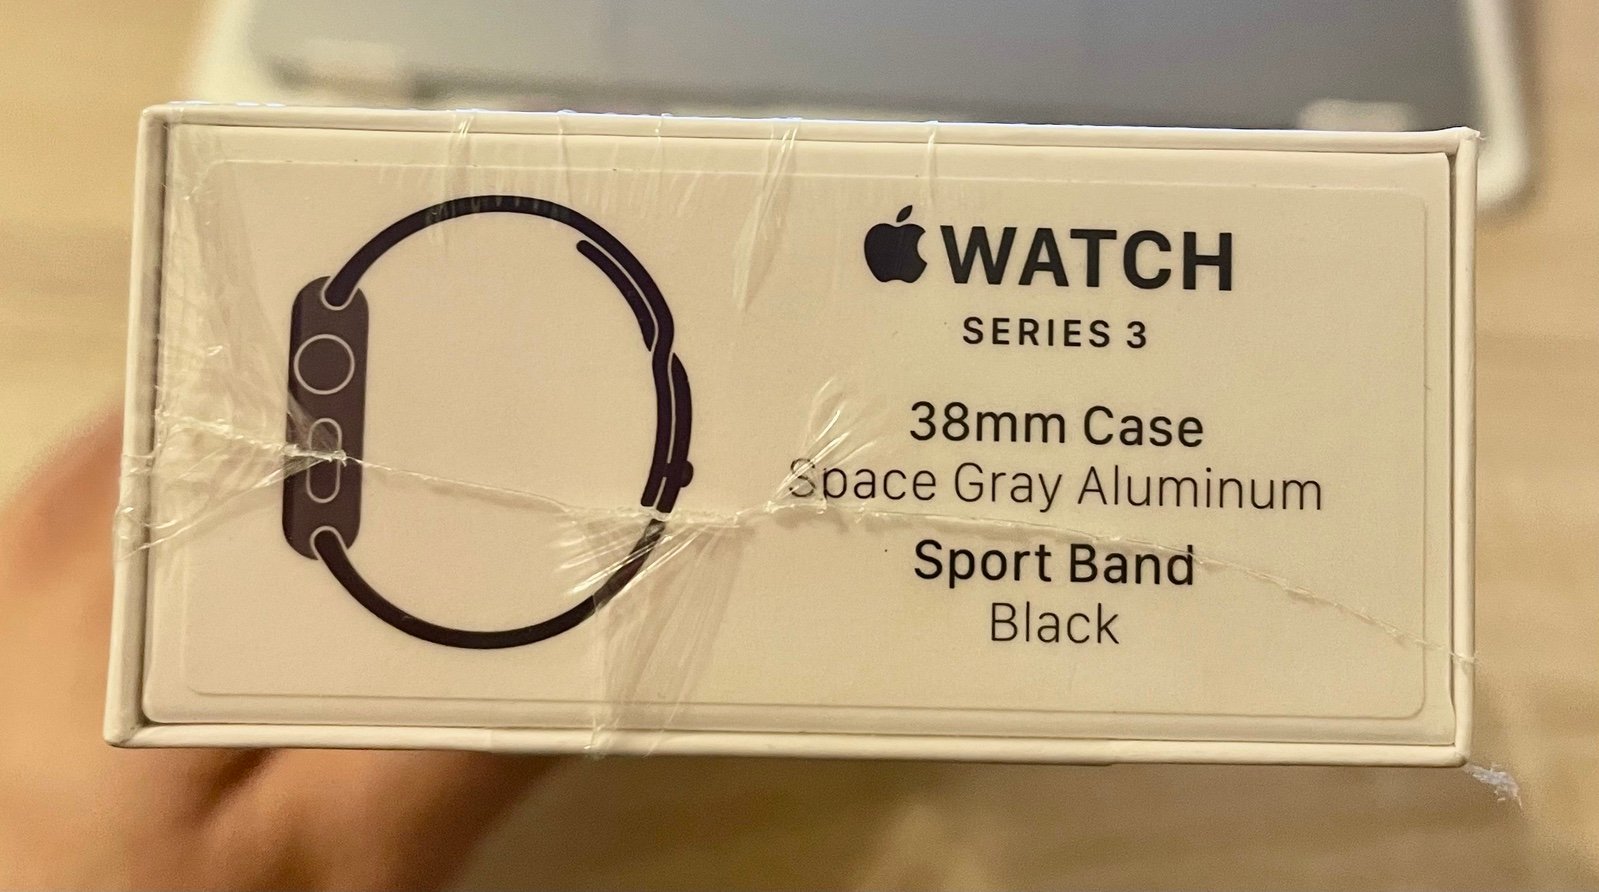 WATCH
SERIES 3
38mm Case
Space Gray Aluminum
Sport Band
Black